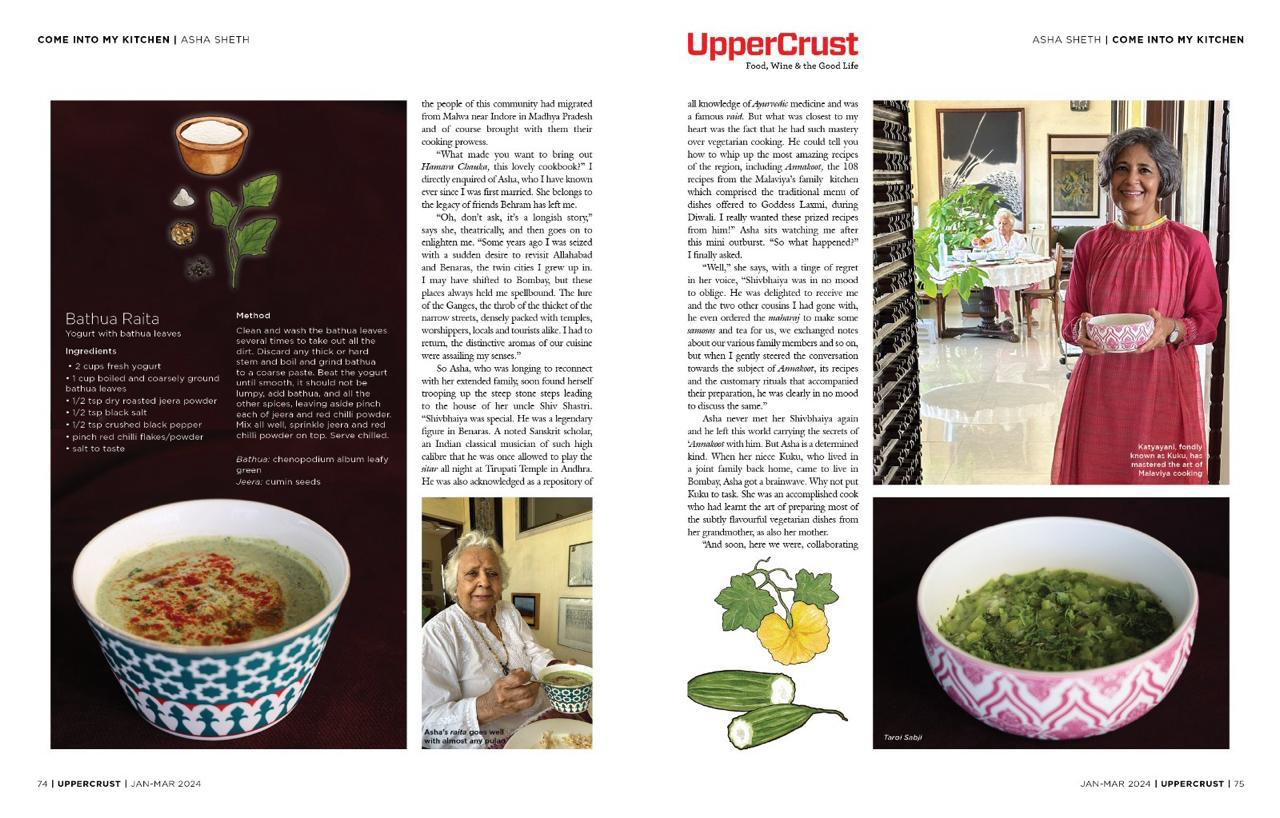 COME INTO MY KITCHEN | ASHA SHETH
Bathua Raita
Yogurt with bathua leaves
Ingredients
• 2 cups fresh yogurt
• 1 cup boiled and coarsely ground
bathua leaves
• 1/2 tsp dry roasted jeera powder
• 1/2 tsp black salt
• 1/2 tsp crushed black pepper
• pinch red chilli flakes/powder
• salt to taste
Method
Clean and wash the bathua leaves
several times to take out all the
dirt. Discard any thick or hard
stem and boil and grind bathua
to a coarse paste. Beat the yogurt
until smooth, it should not be
lumpy, add bathua, and all the
other spices, leaving aside pinch
each of jeera and red chilli powder.
Mix all well, sprinkle jeera and red
chilli powder on top. Serve chilled.
Bathua: chenopodium album leafy
green
Jeera: cumin seeds
the people of this community had migrated
from Malwa near Indore in Madhya Pradesh
and of course brought with them their
cooking prowess.
“What made you want to bring out
Hamara Chauka, this lovely cookbook?” I
directly enquired of Asha, who I have known
ever since I was first married. She belongs to
the legacy of friends Behram has left me.
“Oh, don’t ask, it’s a longish story,”
says she, theatrically, and then goes on to
enlighten me. “Some years ago I was seized
with a sudden desire to revisit Allahabad
and Benaras, the twin cities I grew up in.
I may have shifted to Bombay, but these
places always held me spellbound. The lure
of the Ganges, the throb of the thicket of the
narrow streets, densely packed with temples,
worshippers, locals and tourists alike. I had to
return, the distinctive aromas of our cuisine
were assailing my senses.”
So Asha, who was longing to reconnect
with her extended family, soon found herself
trooping up the steep stone steps leading
to the house of her uncle Shiv Shastri.
“Shivbhaiya was special. He was a legendary
figure in Benaras. A noted Sanskrit scholar,
an Indian classical musician of such high
calibre that he was once allowed to play the
sitar all night at Tirupati Temple in Andhra.
He was also acknowledged as a repository of
Asha’s raita goes well
with almost any pulao
74 | UPPERCRUST | JAN-MAR 2024
UpperCrust
Food, Wine & the Good Life
ASHA SHETH | COME INTO MY KITCHEN
all knowledge of Ayurvedic medicine and was
a famous vaid. But what was closest to my
heart was the fact that he had such mastery
over vegetarian cooking. He could tell you
how to whip up the most amazing recipes
of the region, including Annakoot, the 108
recipes from the Malaviya’s family kitchen
which comprised the traditional menu of
dishes offered to Goddess Laxmi, during
Diwali. I really wanted these prized recipes
from him!” Asha sits watching me after
this mini outburst. “So what happened?”
I finally asked.
“Well,” she says, with a tinge of regret
in her voice, “Shivbhaiya was in no mood
to oblige. He was delighted to receive me
and the two other cousins I had gone with,
he even ordered the maharaj to make some
samosas and tea for us, we exchanged notes
about our various family members and so on,
but when I gently steered the conversation
towards the subject of Annakoot, its recipes
and the customary rituals that accompanied
their preparation, he was clearly in no mood
to discuss the same.”
Asha never met her Shivbhaiya again
and he left this world carrying the secrets of
‘Annakoot with him. But Asha is a determined
kind. When her niece Kuku, who lived in
a joint family back home, came to live in
Bombay, Asha got a brainwave. Why not put
Kuku to task. She was an accomplished cook
who had learnt the art of preparing most of
the subtly flavourful vegetarian dishes from
her grandmother, as also her mother.
“And soon, here we were, collaborating
Katyayani, fondly
known as Kuku, has
mastered the art of
Malaviya cooking
Tarai Sabji
JAN-MAR 2024 | UPPERCRUST | 75